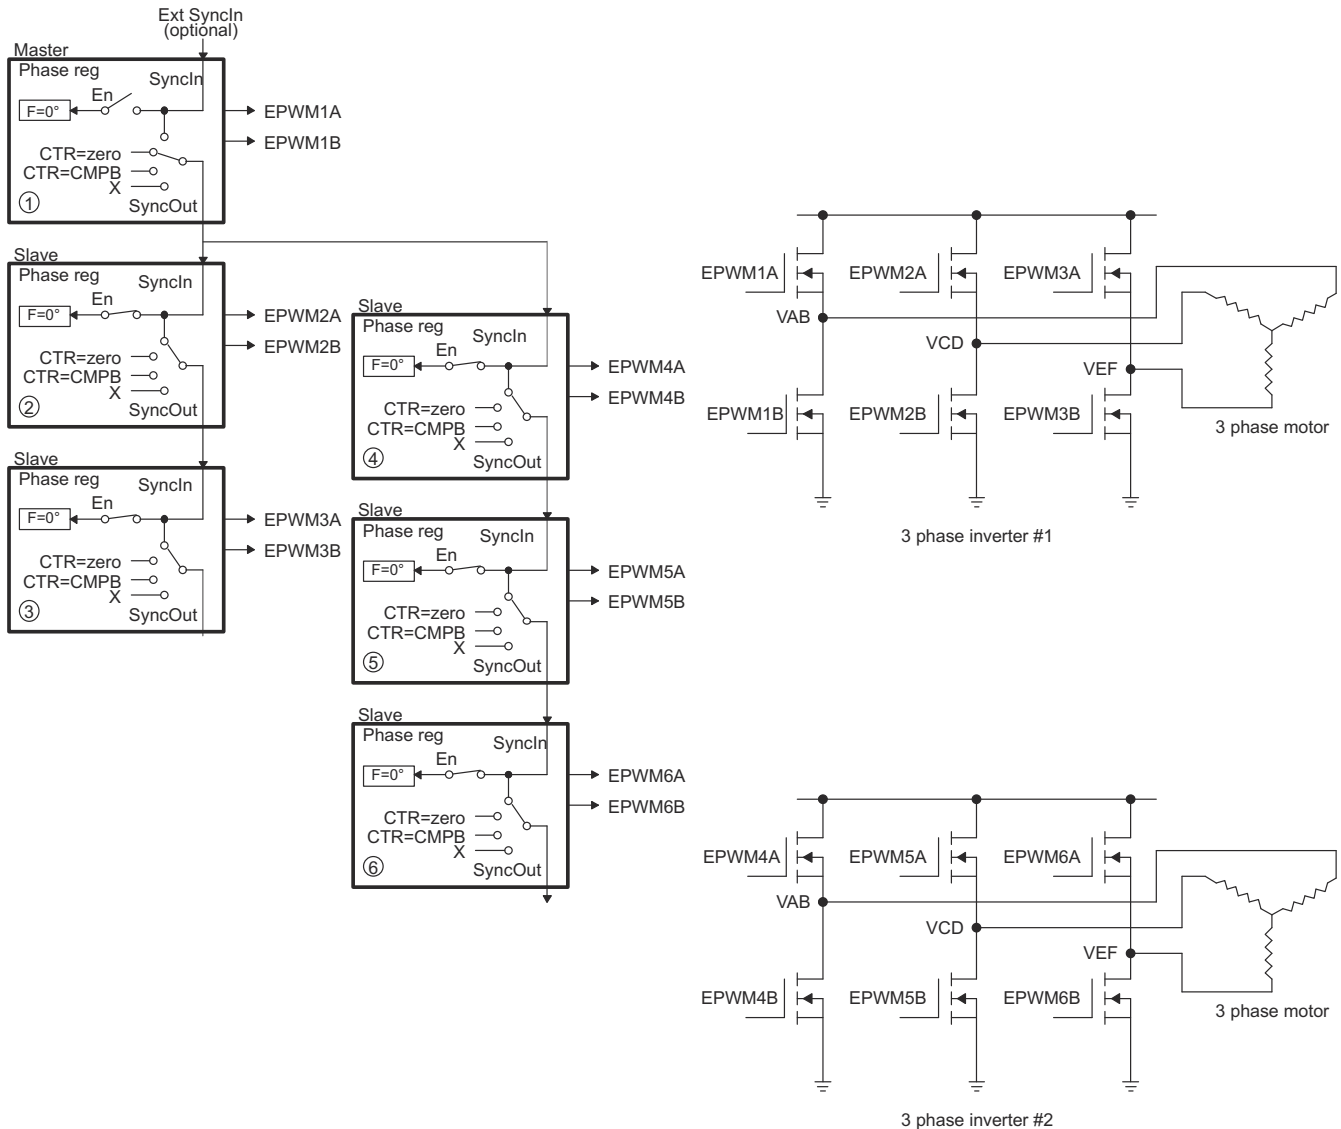 Ext SyncIn
(optional)
Master
Phase reg
SyncIn
En
F=0°
EPWM1A
EPWM1B
CTR=zero
CTR=CMPB
X
1
SyncOut
Slave
Phase reg
SyncIn
En
F=0°
EPWM2A
EPWM2B
CTR=zero
CTR=CMPB
X
2
SyncOut
Slave
Phase reg
SyncIn
En
F=0°
EPWM3A
EPWM3B
CTR=zero
CTR=CMPB
X
3
SyncOut
Slave
Phase reg
SyncIn
En
F=0°
EPWM4A
EPWM4B
CTR=zero
CTR=CMPB
X
4
SyncOut
Slave
Phase reg
SyncIn
En
F=0°
EPWM5A
EPWM5B
CTR=zero
CTR=CMPB
X
5
SyncOut
Slave
Phase reg
SyncIn
En
F=0°
EPWM6A
EPWM6B
CTR=zero
CTR=CMPB
X
6
SyncOut
EPWM1A
EPWM2A
EPWM3A
VAB
VCD
VEF
EPWM1B
EPWM2B
EPWM3B
3 phase motor
3 phase inverter #1
EPWM4A
EPWM5A
EPWM6A
VAB
VCD
VEF
EPWM4B
EPWM5B
EPWM6B
3 phase motor
3 phase inverter #2